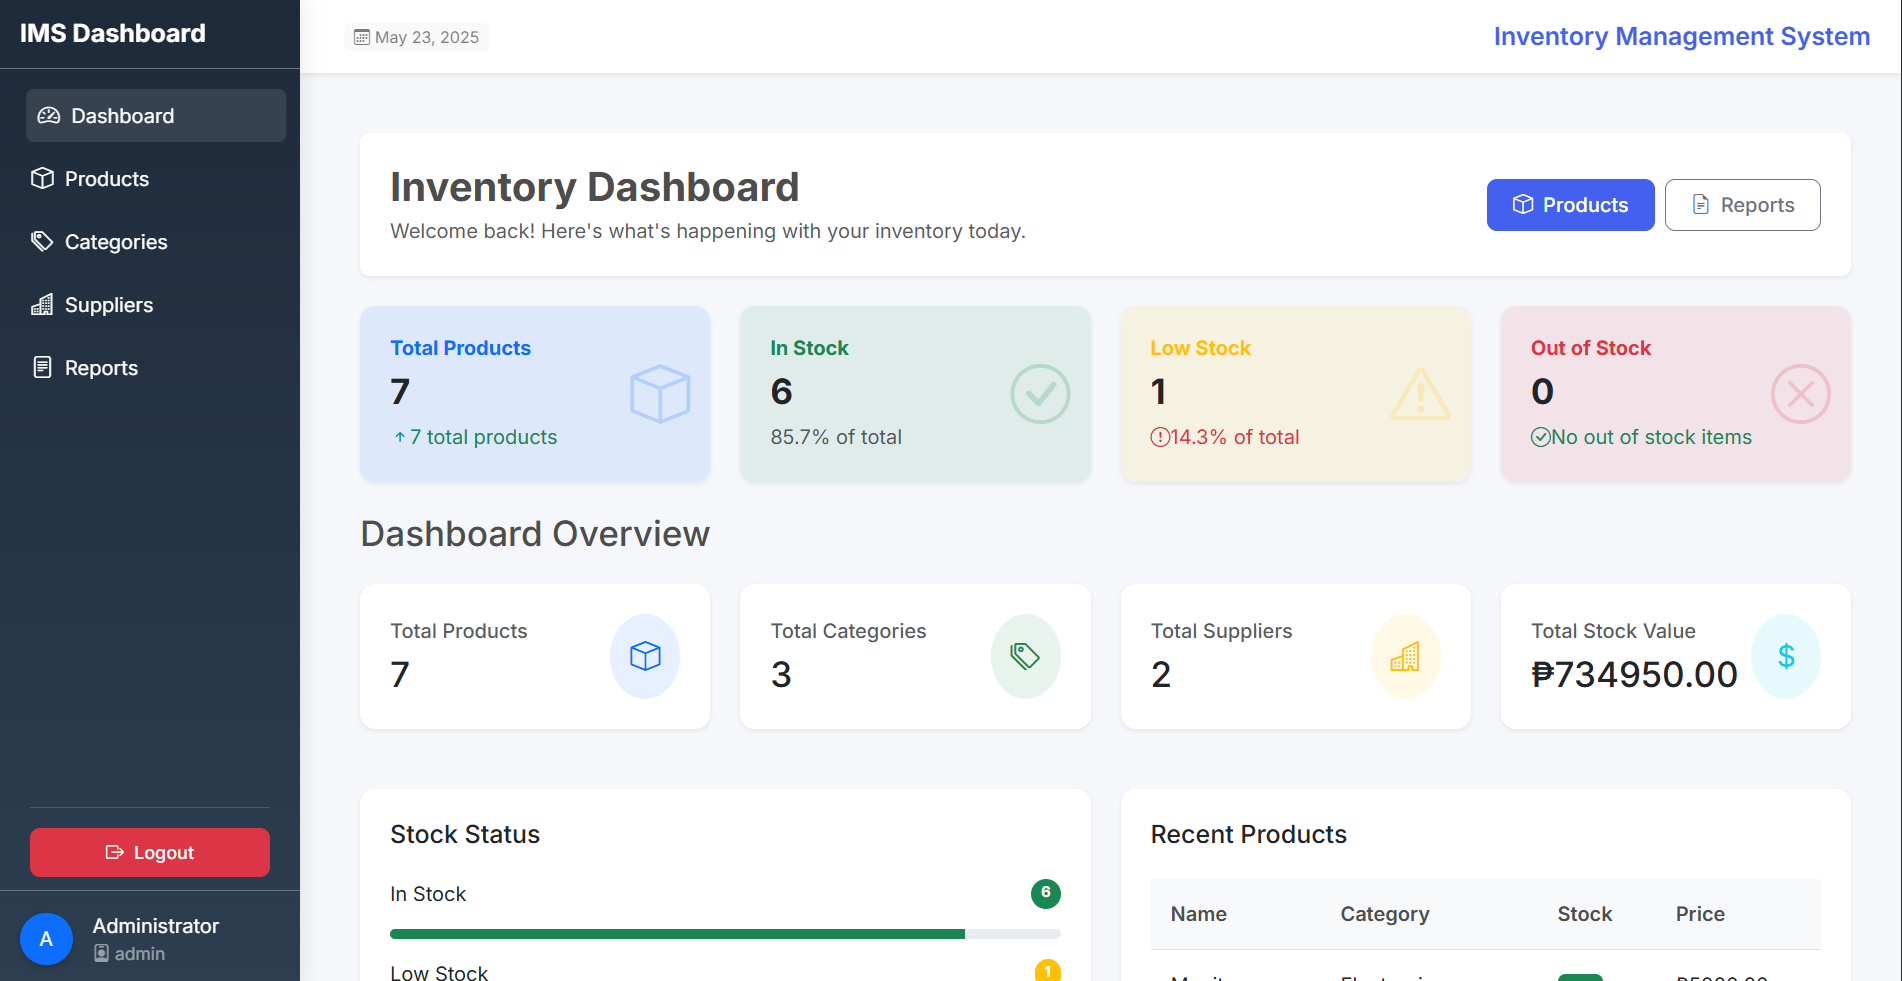 IMS Dashboard
Dashboard
Products
Categories
Suppliers
Reports
Logout
A
Administrator
admin
May 23, 2025
Inventory Management System
Inventory Dashboard
Welcome back! Here's what's happening with your inventory today.
Products
Reports
Total Products
7
7 total products
In Stock
6
85.7% of total
Low Stock
1
14.3% of total
Out of Stock
0
No out of stock items
Dashboard Overview
Total Products
7
Total Categories
3
Total Suppliers
2
Total Stock Value
₱734950.00
$
Stock Status
In Stock
6
Low Stock
1
Recent Products
Name Category Stock Price